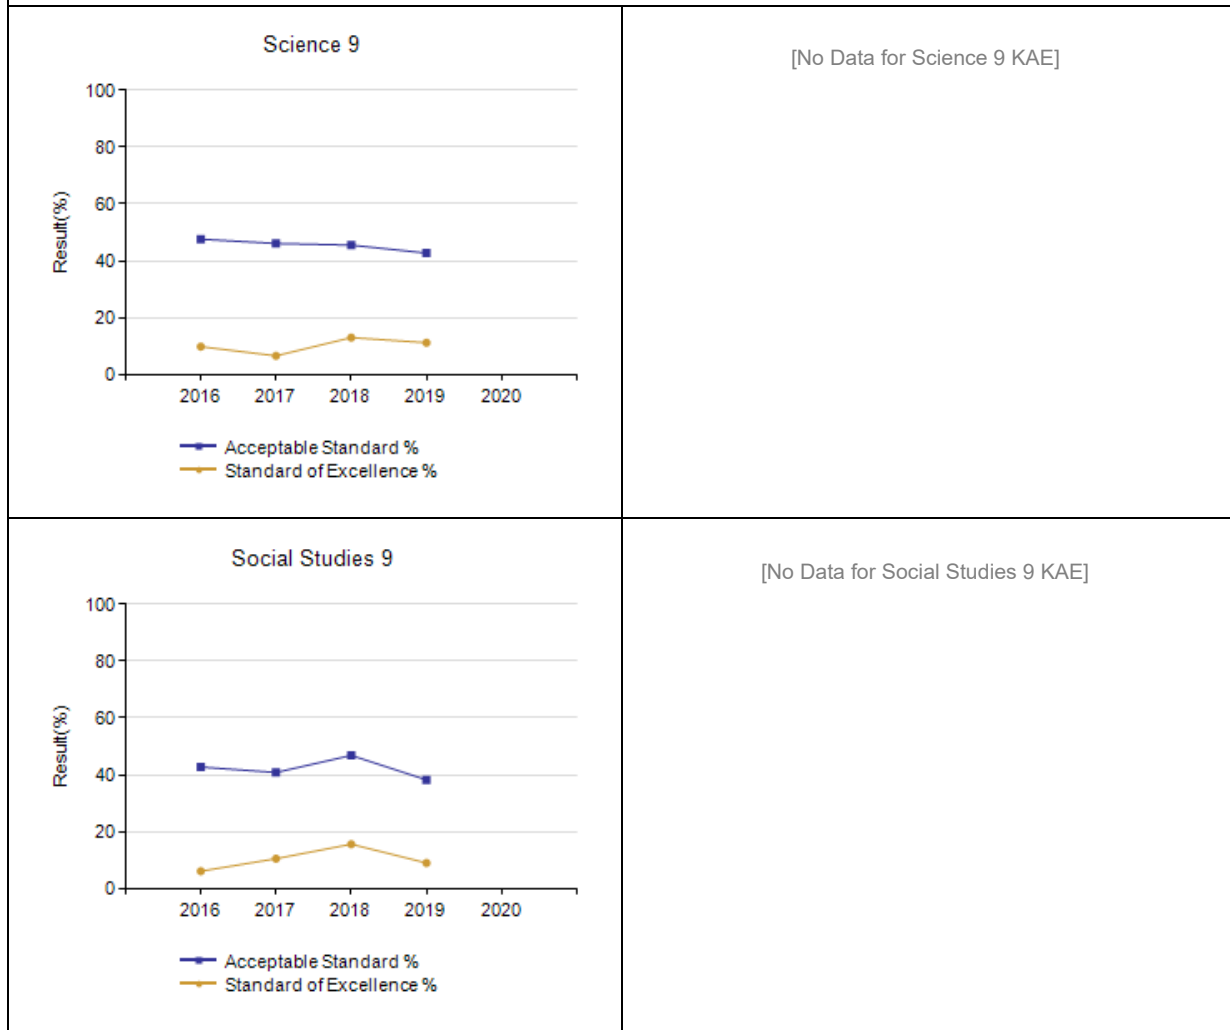 Science 9
[No Data for Science 9 KAE]
100
80
60
40
20
0
Result(%)
2016 2017 2018 2019 2020
Acceptable Standard %
Standard of Excellence %
Social Studies 9
[No Data for Social Studies 9 KAE]
100
80
60
40
20
0
Result(%)
2016 2017 2018 2019 2020
Acceptable Standard %
Standard of Excellence %